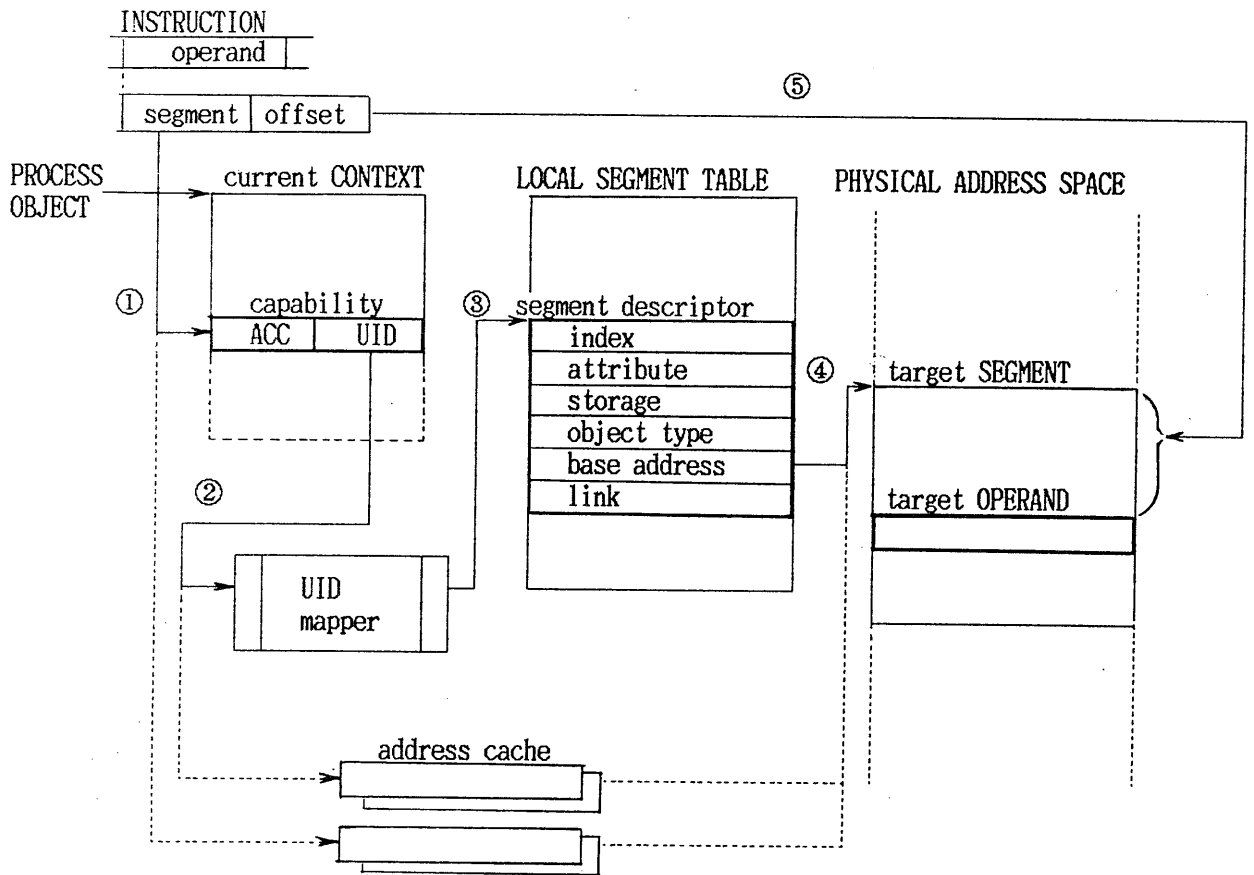 INSTRUCTION
operand
⑤
segment offset
PROCESS
OBJECT
current CONTEXT
LOCAL SEGMENT TABLE
PHYSICAL ADDRESS SPACE
①
capability
ACC UID
③
segment descriptor
index
attribute
storage
object type
base address
link
④
target SEGMENT
target OPERAND
②
UID
mapper
address cache